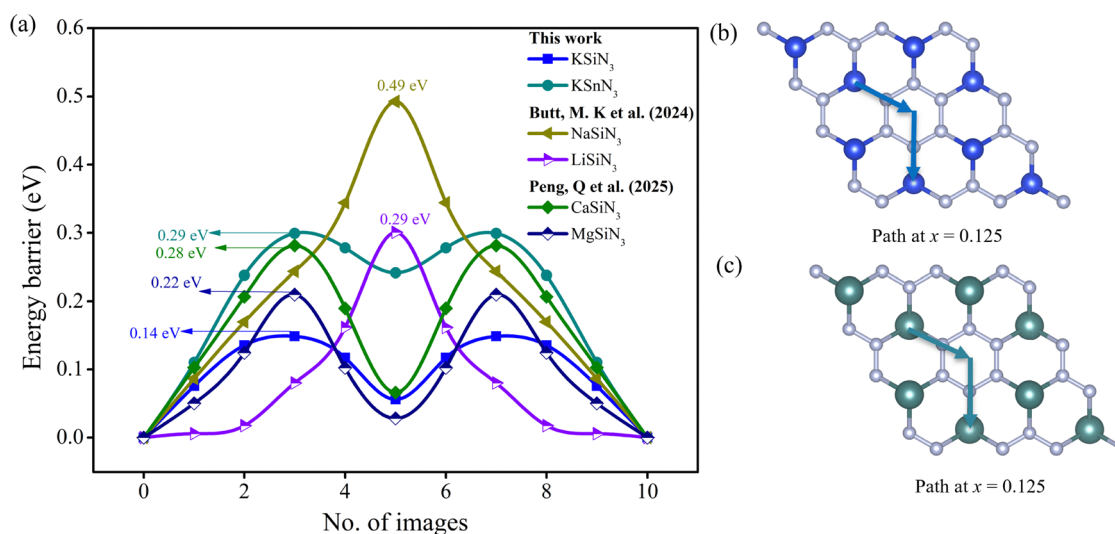 (a)
0.6
0.5
0.4
0.3
0.2
0.1
0.0
Energy barrier (eV)
0 2 4 6 8 10
No. of images
0.49 eV
0.29 eV
0.29 eV
0.28 eV
0.22 eV
0.14 eV
This work
KSiN₃
KSnN₃
Butt, M. K et al. (2024)
NaSiN₃
LiSiN₃
Peng, Q et al. (2025)
CaSiN₃
MgSiN₃
(b)
Path at x = 0.125
(c)
Path at x = 0.125